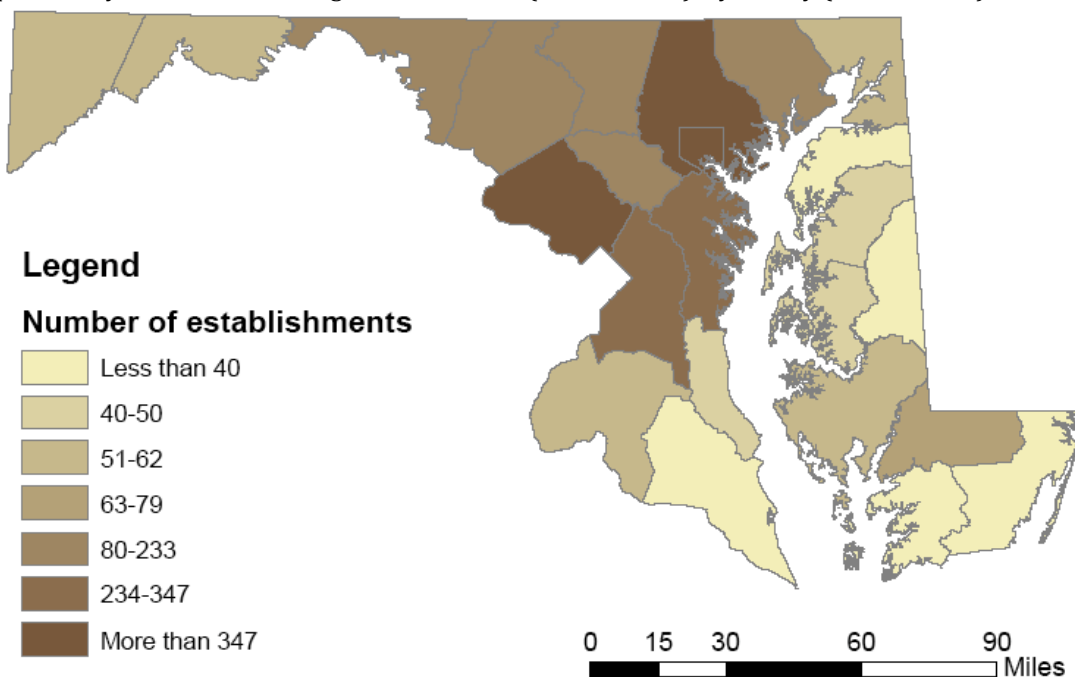 Legend
Number of establishments
Less than 40
40-50
51-62
63-79
80-233
234-347
More than 347
0 15 30 60 90
Miles